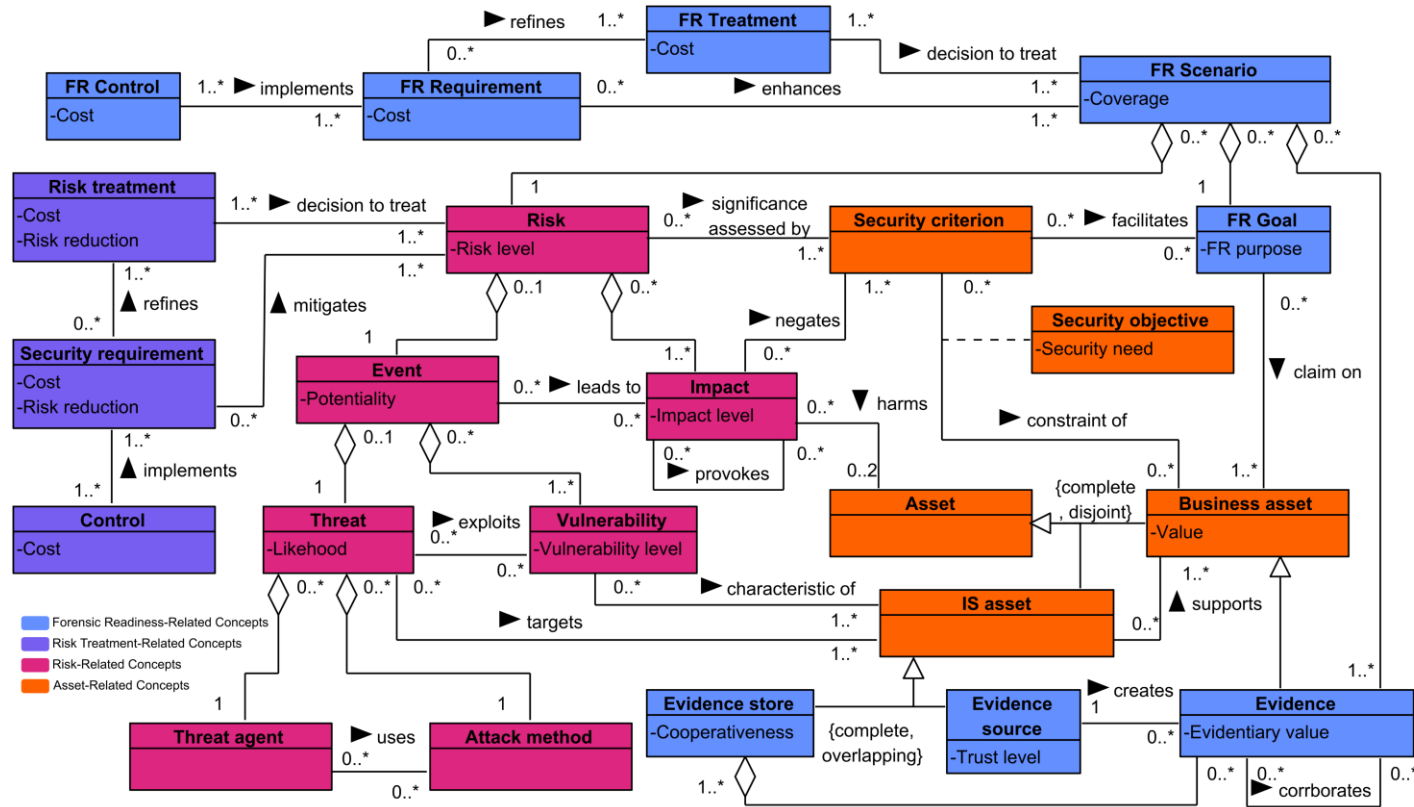 refines
1..*
FR Treatment
-Cost
1..*
decision to treat
0..*
FR Control
-Cost
1..*
implements
1..*
FR Requirement
-Cost
0..*
enhances
1..*
1..*
FR Scenario
-Coverage
0..*
0..*
0..*
Risk treatment
-Cost
-Risk reduction
1..*
decision to treat
1..*
1..*
1
Risk
-Risk level
0..*
significance
assessed by
1..*
Security criterion
0..*
facilitates
0..*
1
FR Goal
-FR purpose
1..*
refines
0..*
mitigates
0..1
0..*
1..*
0..*
0..*
negates
Security objective
-Security need
Security requirement
-Cost
-Risk reduction
0..*
1
1..*
0..*
Event
-Potentiality
0..*
leads to
0..*
Impact
-Impact level
0..*
harms
claim on
1..*
implements
1..*
0..1
0..*
0..*
provokes
0..*
0..2
constraint of
0..*
1..*
Control
-Cost
1
1..*
Threat
-Likehood
exploits
0..*
0..*
Vulnerability
-Vulnerability level
Asset
{complete
, disjoint}
Business asset
-Value
0..*
0..*
0..*
0..*
characteristic of
1..*
targets
1..*
IS asset
1..*
supports
0..*
Forensic Readiness-Related Concepts
Risk Treatment-Related Concepts
Risk-Related Concepts
Asset-Related Concepts
1
1
Threat agent
uses
0..*
0..*
Attack method
Evidence store
-Cooperativeness
{complete,
overlapping}
Evidence
source
-Trust level
creates
1
0..*
1..*
Evidence
-Evidentiary value
1..*
0..*
0..*
corrborates
0..*